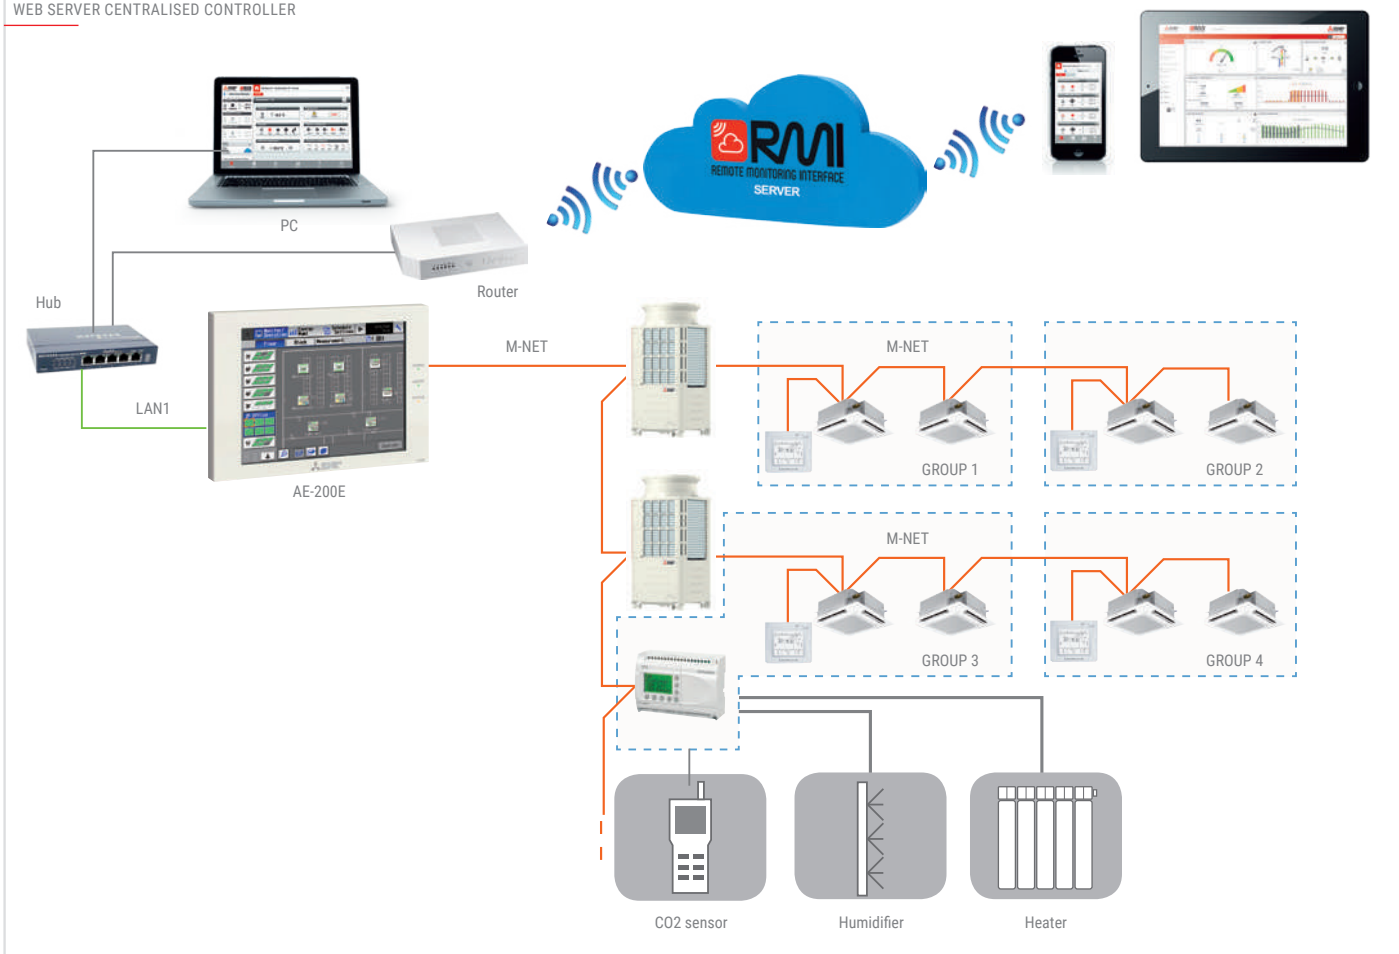 WEB SERVER CENTRALISED CONTROLLER
RMI
REMOTE MONITORING INTERFACE
SERVER
PC
Router
Hub
LAN1
AE-200E
M-NET
M-NET
GROUP 1
GROUP 2
M-NET
GROUP 3
GROUP 4
CO2 sensor
Humidifier
Heater